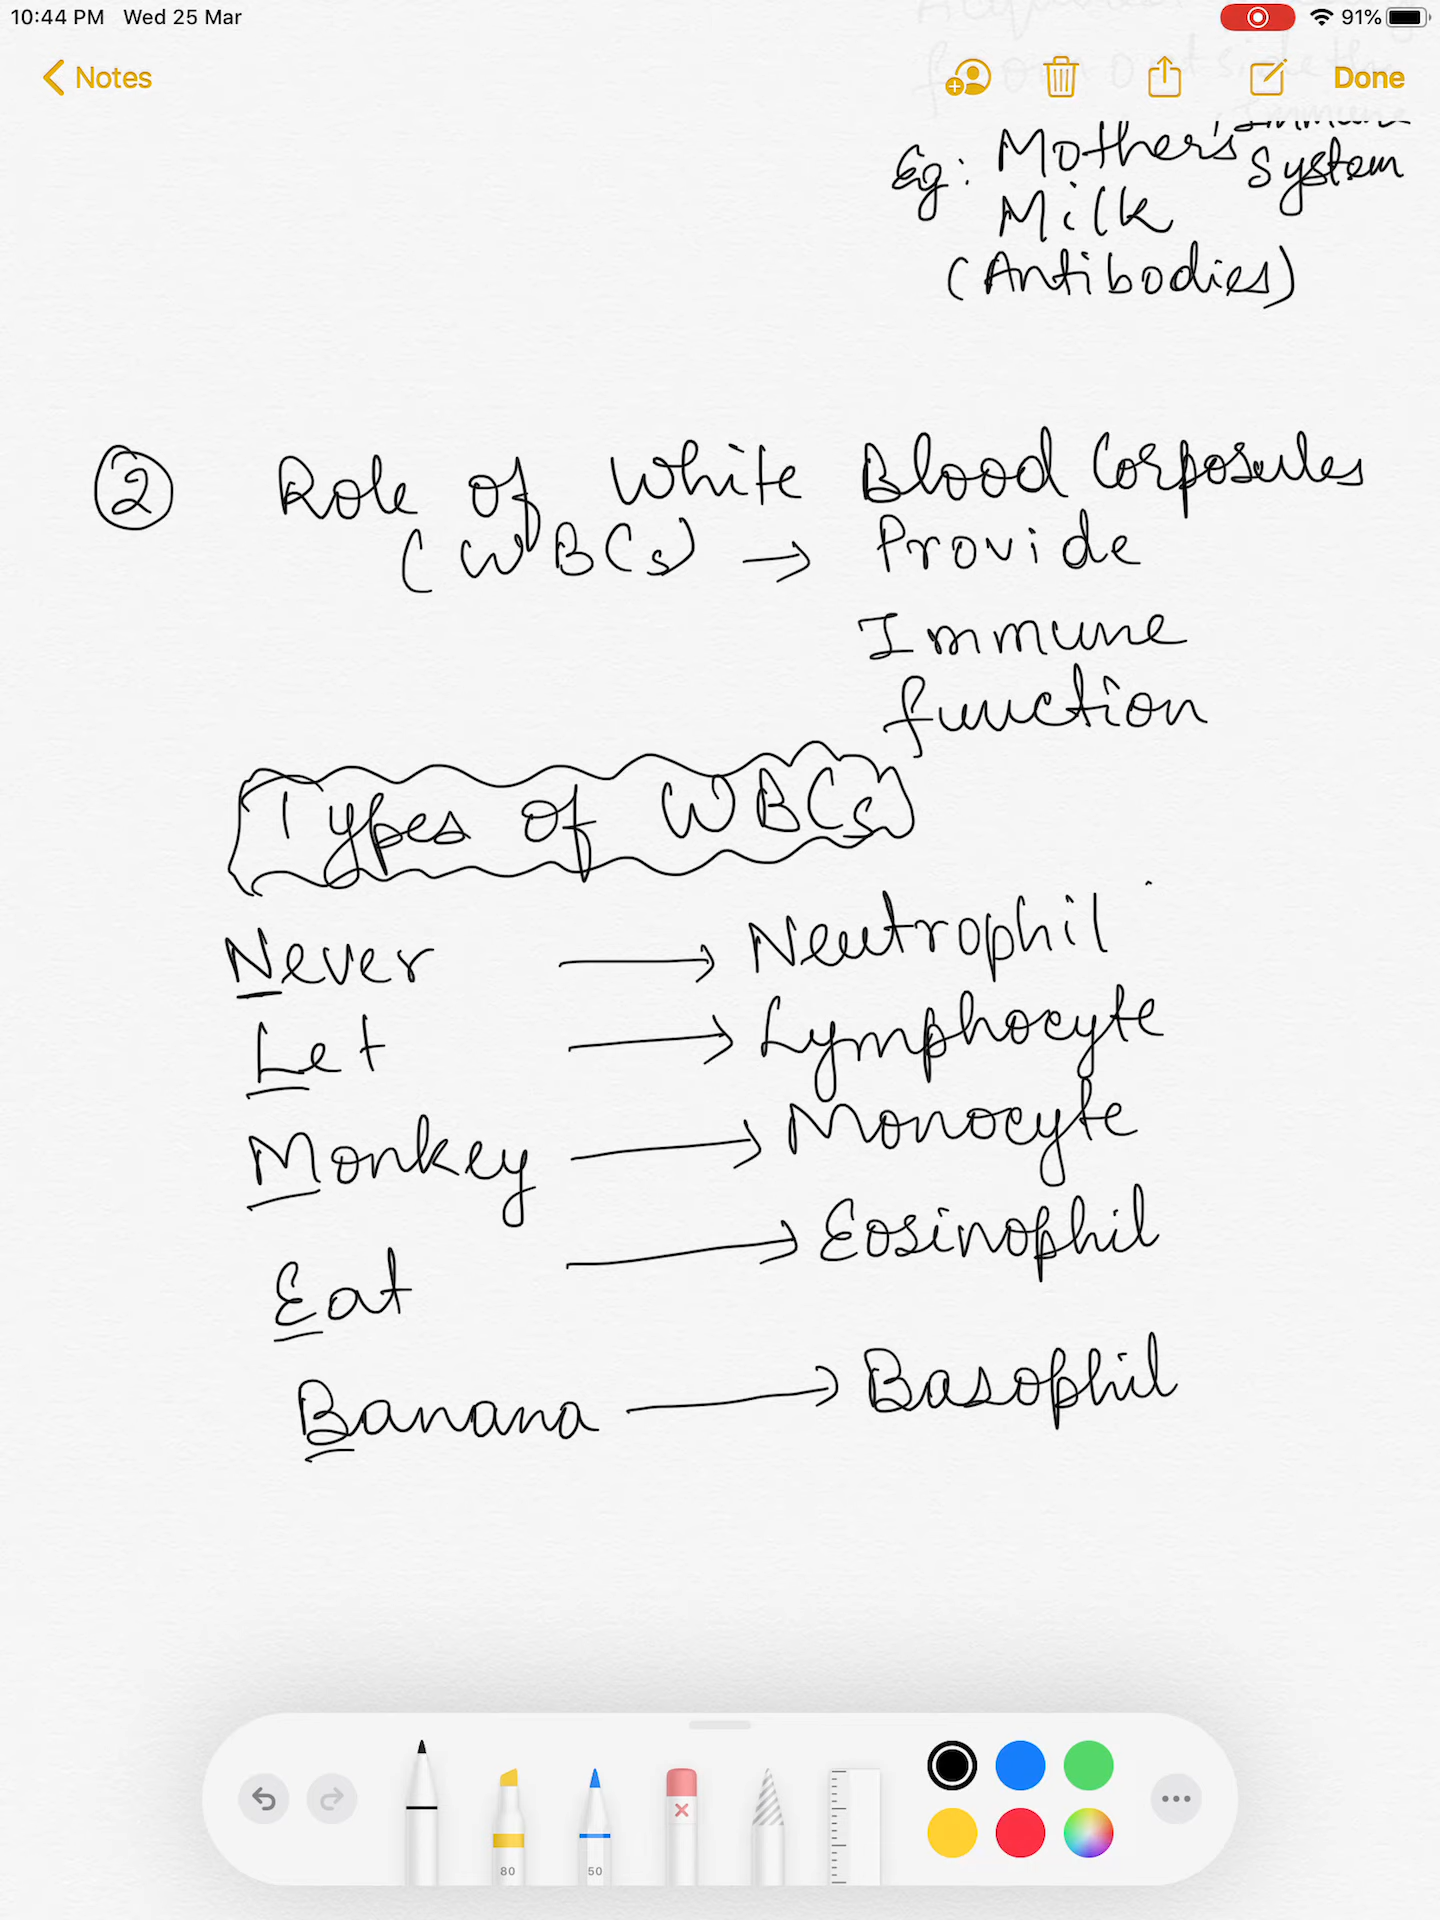 10:44 PM Wed 25 Mar 91%
Notes Done
Immune
Eg: Mother's System
Milk
(Antibodies)
2 Role of White Blood Corposules
(WBCs) → Provide
Immune
function
Types of WBCs
Never → Neutrophil
Let → Lymphocyte
Monkey → Monocyte
Eat → Eosinophil
Banana → Basophil
80 50